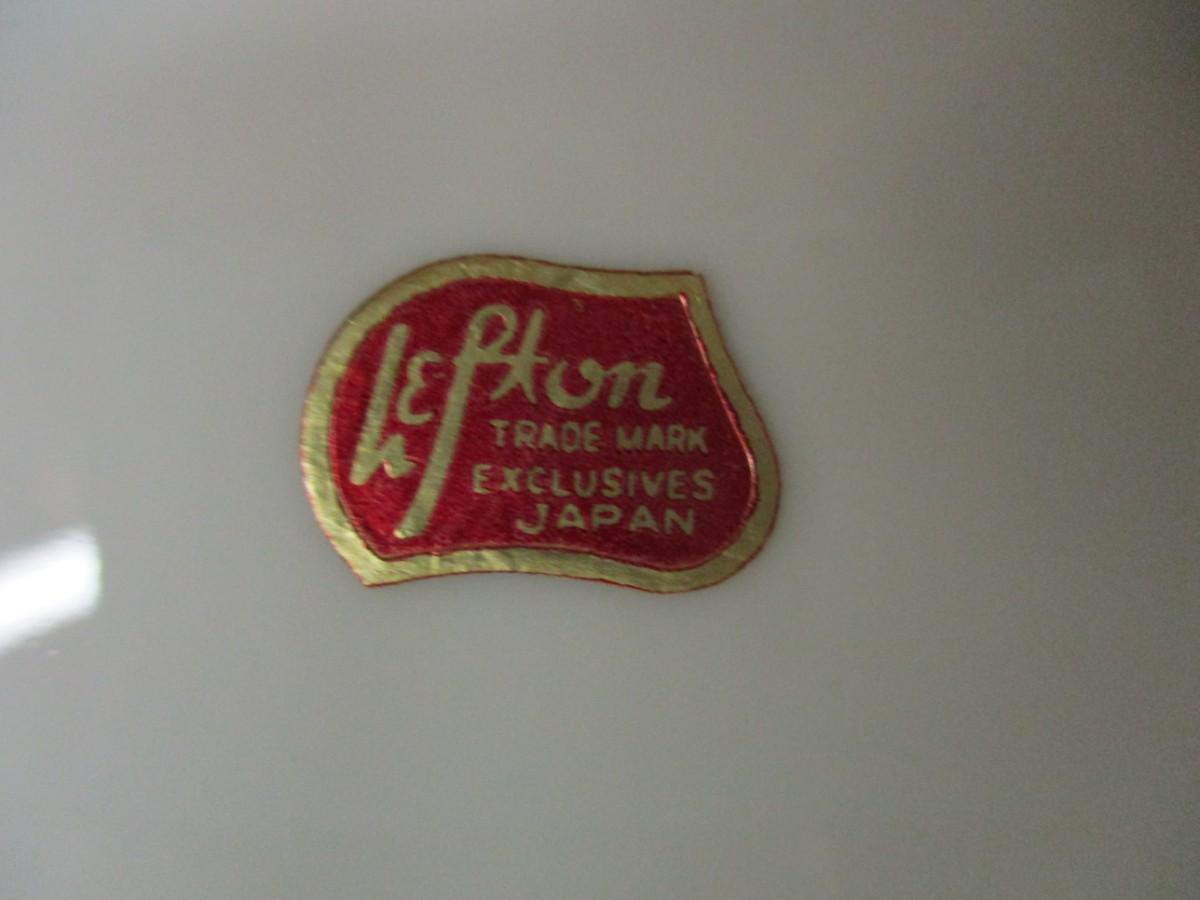 Lefton
TRADE MARK
EXCLUSIVES
JAPAN